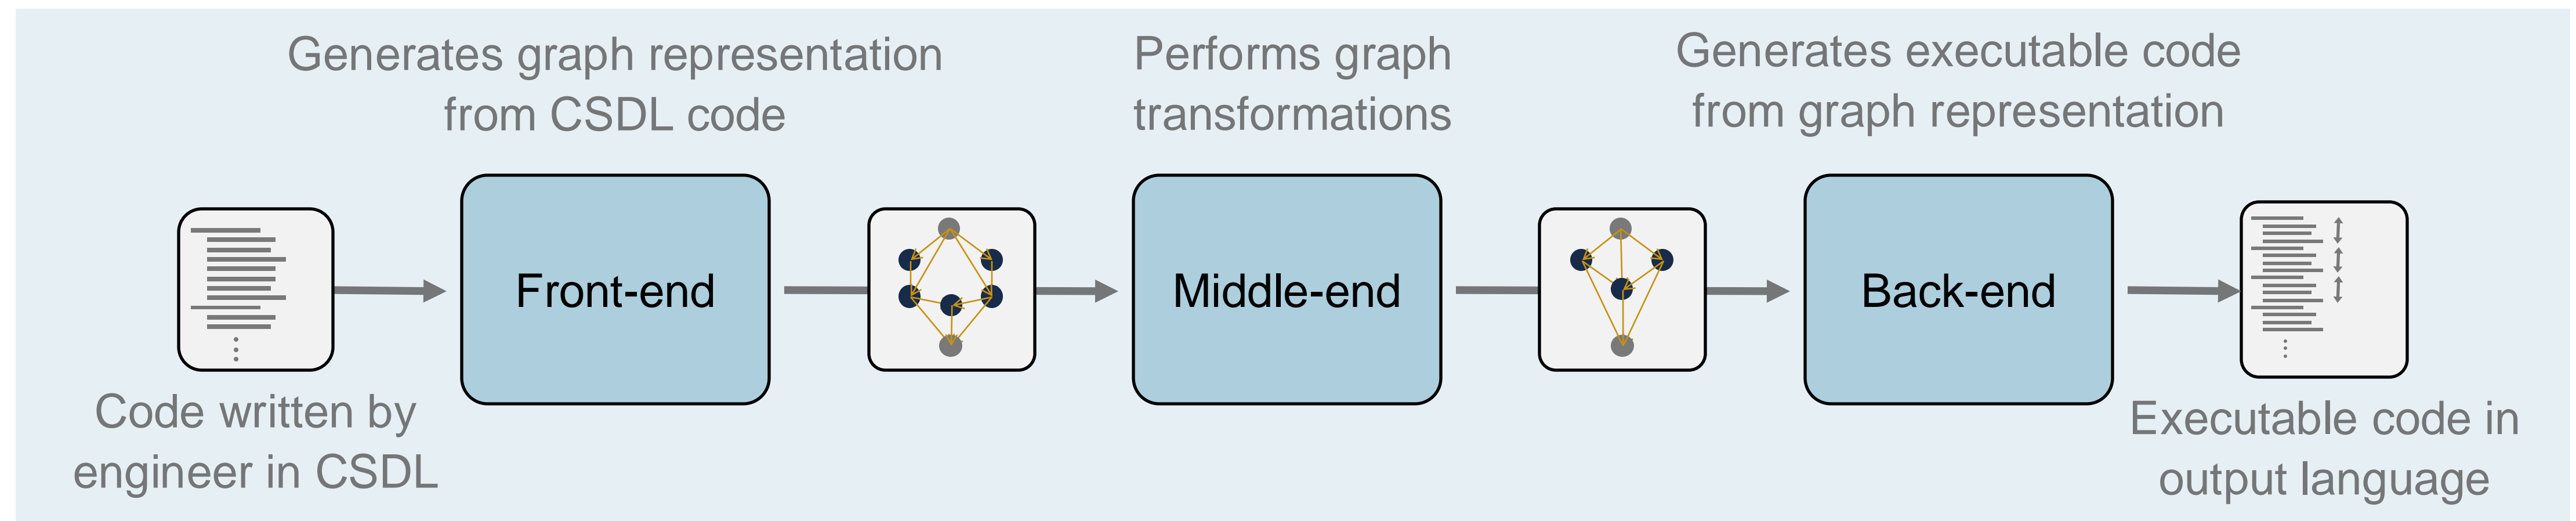 Generates graph representation
from CSDL code
Performs graph
transformations
Generates executable code
from graph representation
Front-end
Middle-end
Back-end
Code written by
engineer in CSDL
Executable code in
output language